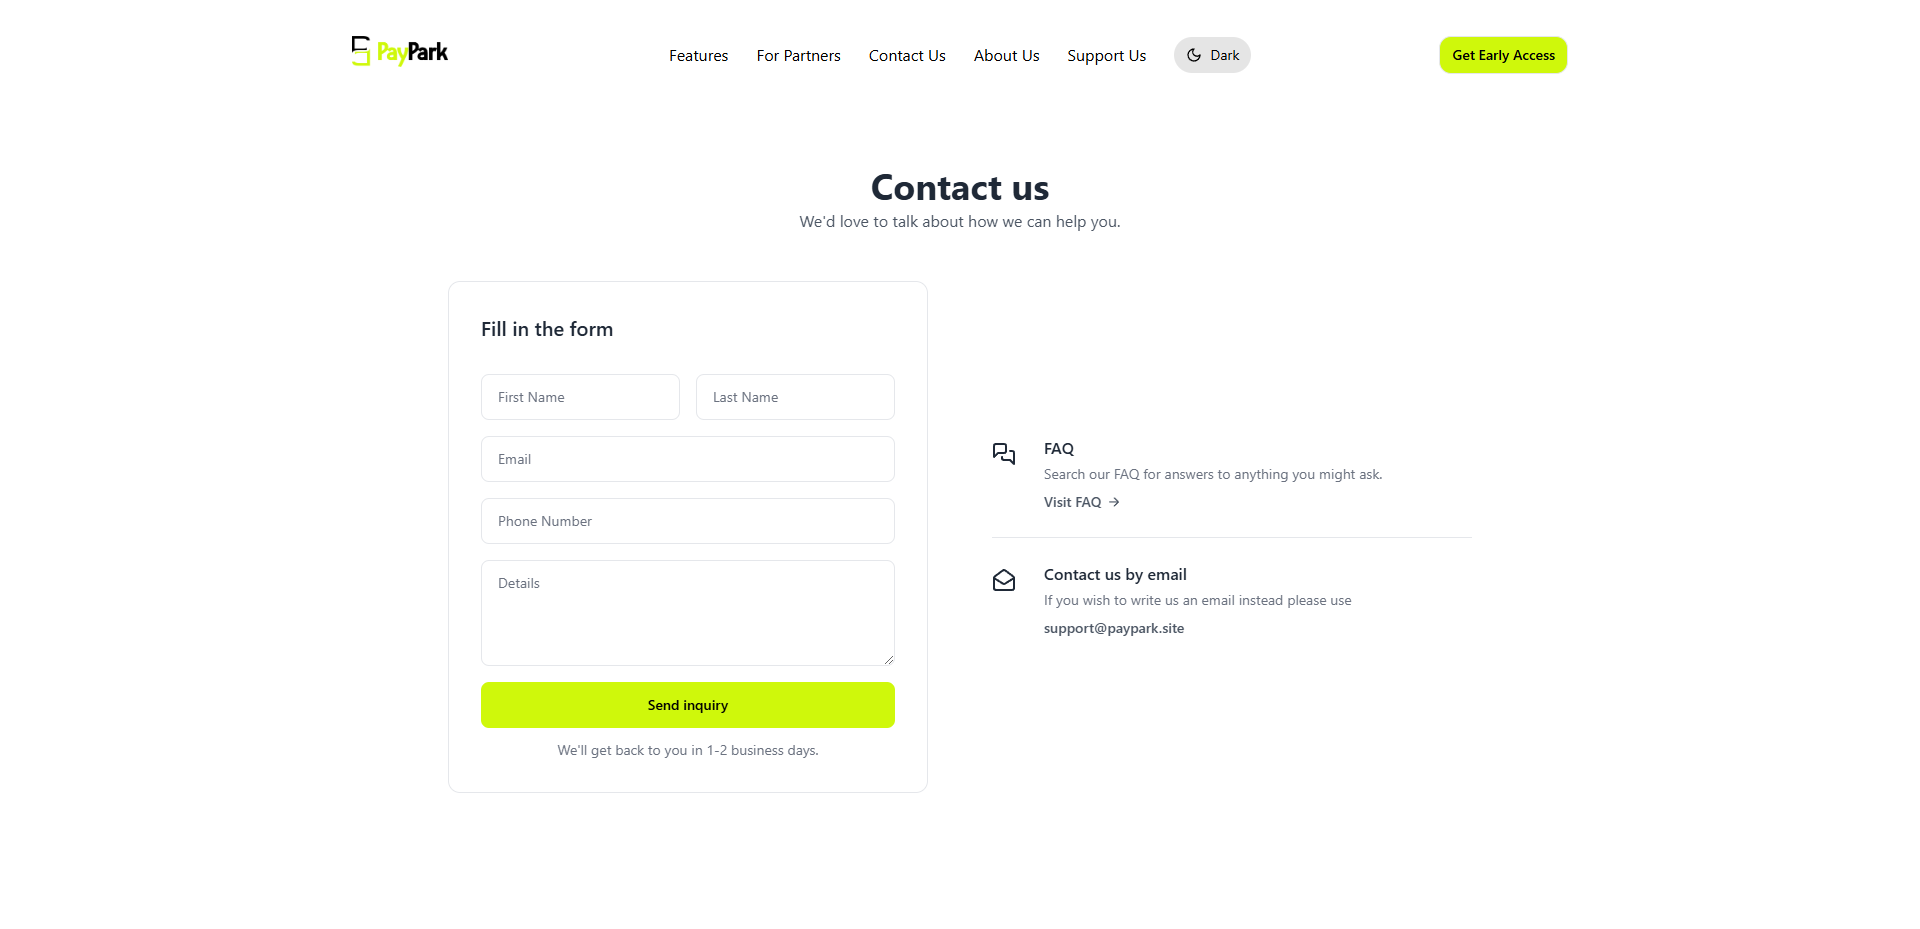 PayPark
Features
For Partners
Contact Us
About Us
Support Us
Dark
Get Early Access
Contact us
We'd love to talk about how we can help you.
Fill in the form
First Name
Last Name
Email
Phone Number
Details
Send inquiry
We'll get back to you in 1-2 business days.
FAQ
Search our FAQ for answers to anything you might ask.
Visit FAQ →
Contact us by email
If you wish to write us an email instead please use
support@paypark.site